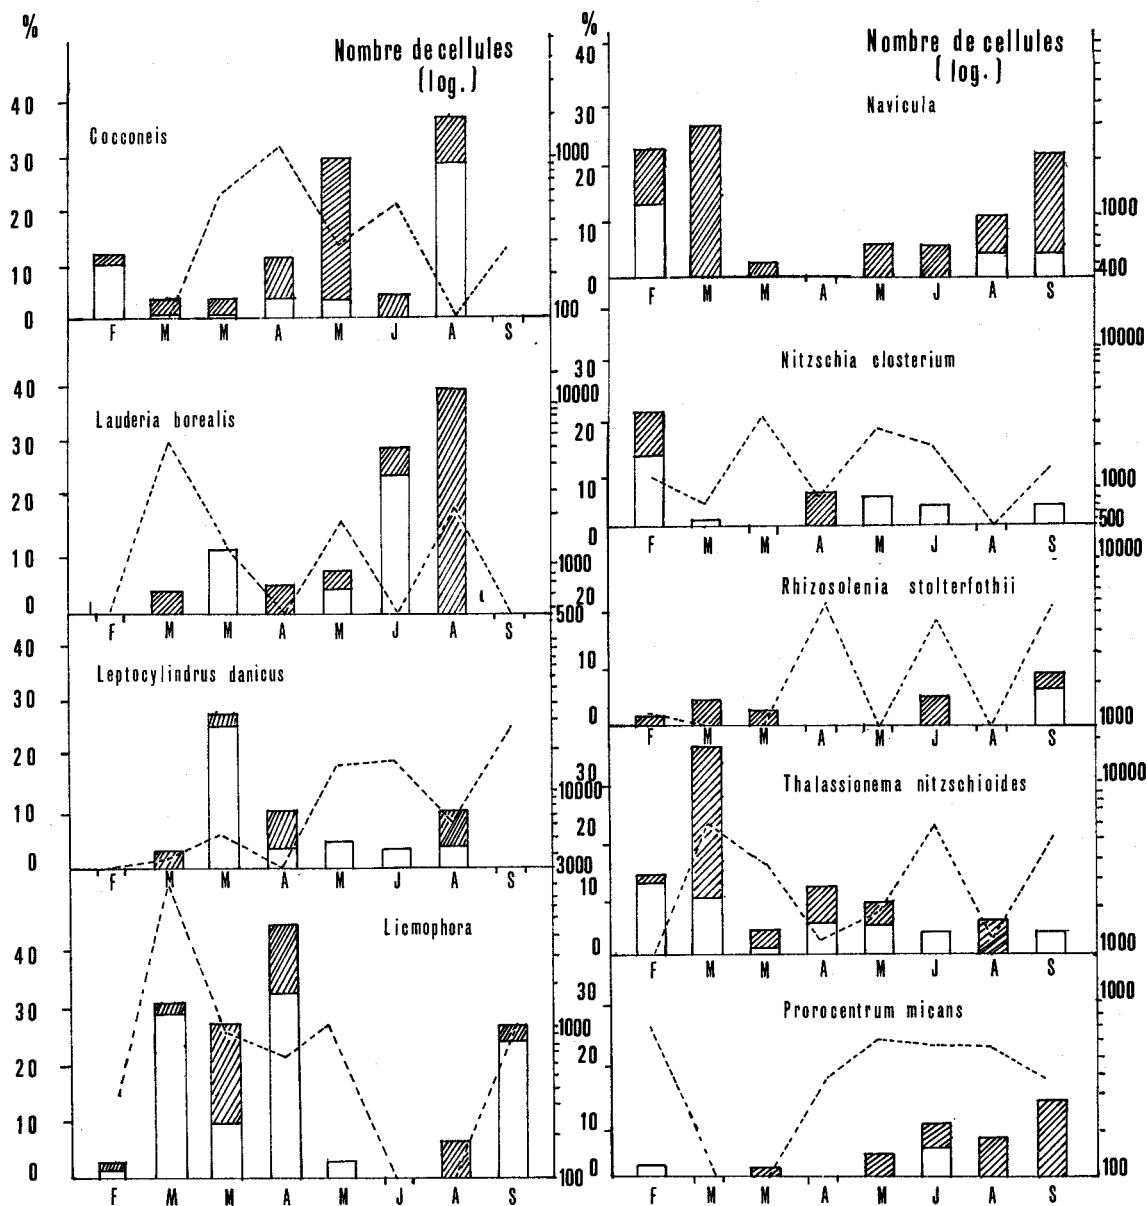 %
Nombre de cellules
(log.)
Cocconeis
40
30
20
10
0
1000
100
F M M A M J A S
Lauderia borealis
40
30
20
10
0
10000
1000
500
F M M A M J A S
Leptocylindrus danicus
40
30
20
10
0
10000
3000
F M M A M J A S
Licmophora
40
30
20
10
0
1000
100
F M M A M J A S
%
Nombre de cellules
(log.)
Navicula
40
30
20
10
0
1000
400
F M M A M J A S
Nitzschia closterium
30
20
10
0
10000
1000
500
F M M A M J A S
Rhizosolenia stolterfothii
20
10
0
10000
1000
F M M A M J A S
Thalassionema nitzschioides
30
20
10
0
10000
1000
F M M A M J A S
Prorocentrum micans
30
20
10
0
1000
100
F M M A M J A S